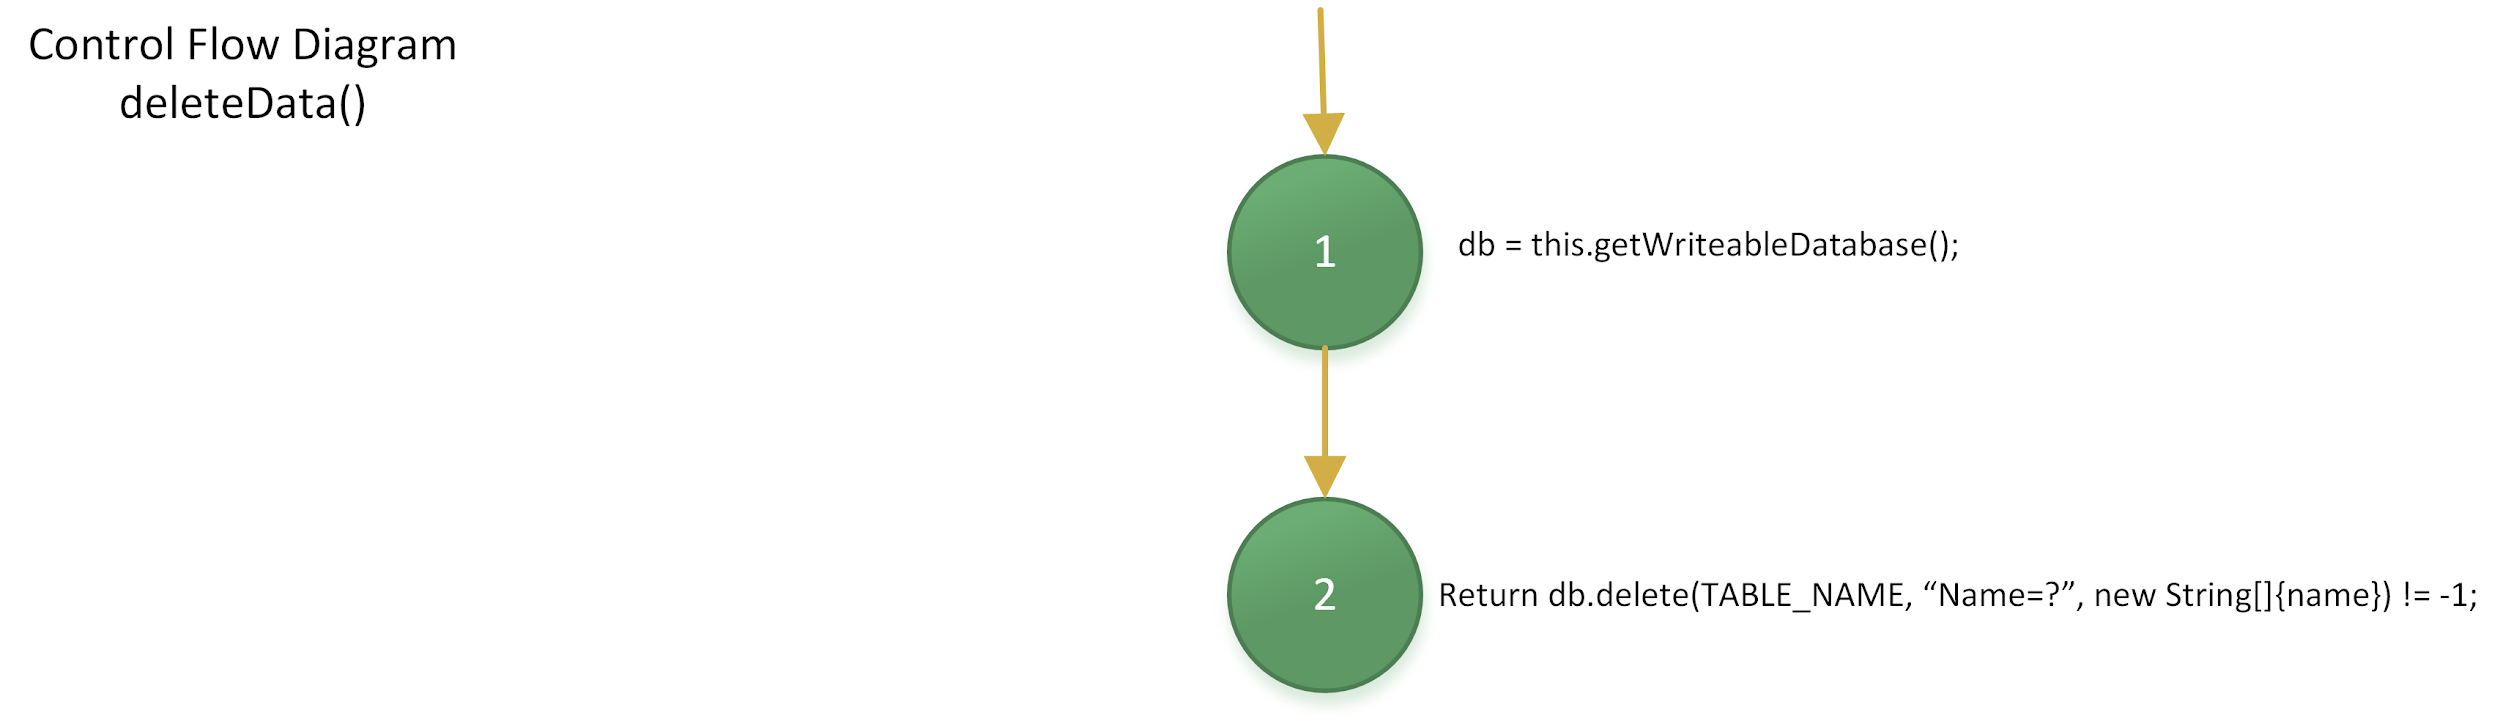 Control Flow Diagram
deleteData()
1
db = this.getWriteableDatabase();
2
Return db.delete(TABLE_NAME, “Name=?”, new String[]{name}) != -1;